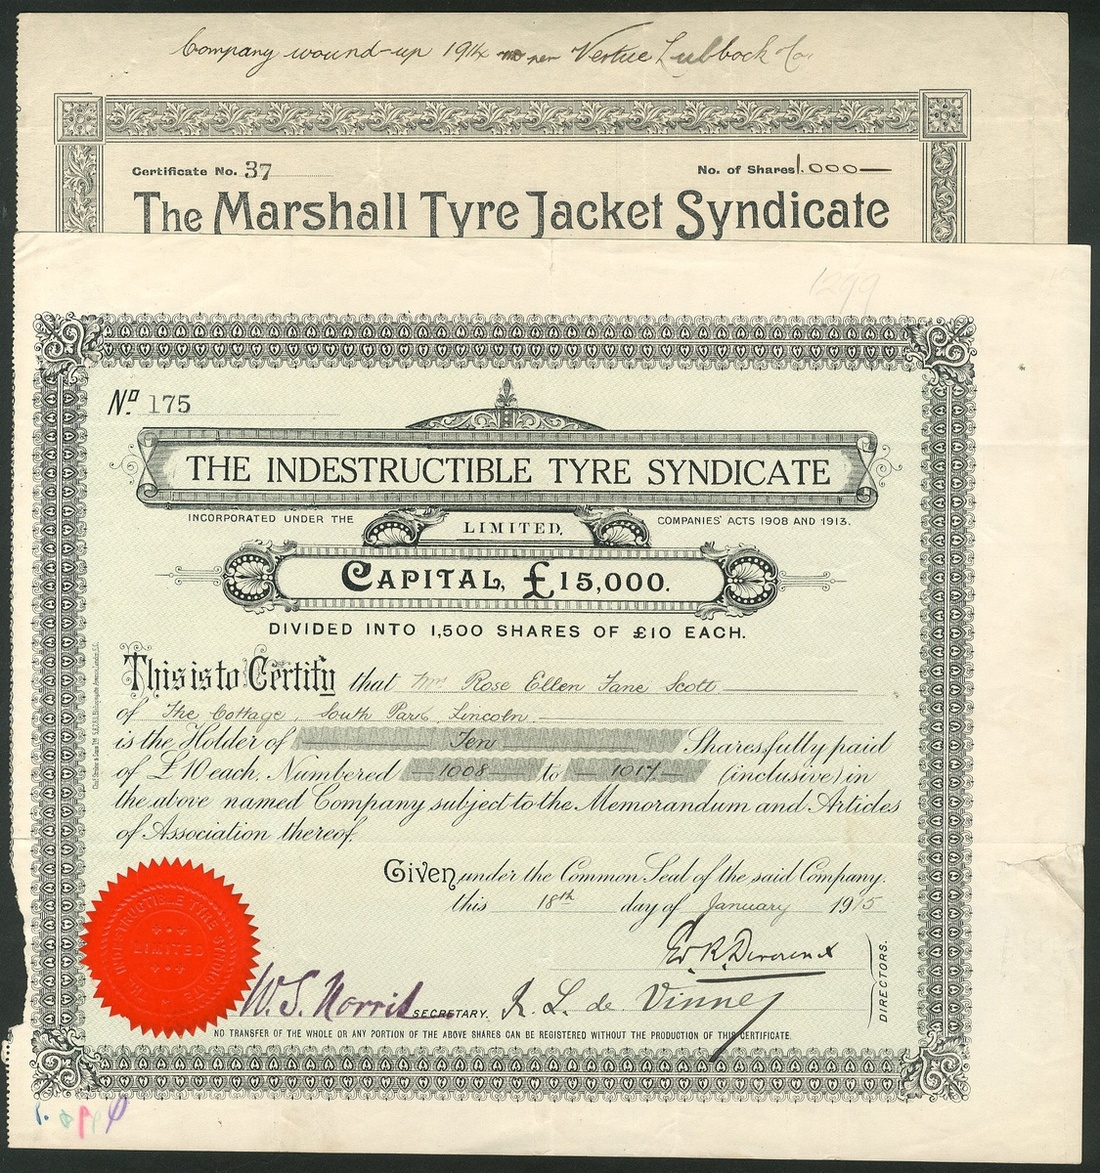 Company wound-up 1914 per Vertue Lubbock & Co.
Certificate No. 37
No. of Shares 1.000
The Marshall Tyre Jacket Syndicate
1299
No. 175
THE INDESTRUCTIBLE TYRE SYNDICATE
INCORPORATED UNDER THE
LIMITED,
COMPANIES' ACTS 1908 AND 1913.
CAPITAL, £15,000.
DIVIDED INTO 1,500 SHARES OF £10 EACH.
This is to Certify that Mrs Rose Ellen Jane Scott
of The Cottage, South Park, Lincoln.
is the Holder of Ten Shares, fully paid
of £10 each, Numbered 1008 to 1017 (inclusive) in
the above named Company subject to the Memorandum and Articles
of Association thereof.
Given under the Common Seal of the said Company.
this 18th day of January 1915
DIRECTORS.
LIMITED
W. S. Norris SECRETARY. R. L. de Vinney
NO TRANSFER OF THE WHOLE OR ANY PORTION OF THE ABOVE SHARES CAN BE REGISTERED WITHOUT THE PRODUCTION OF THIS CERTIFICATE.